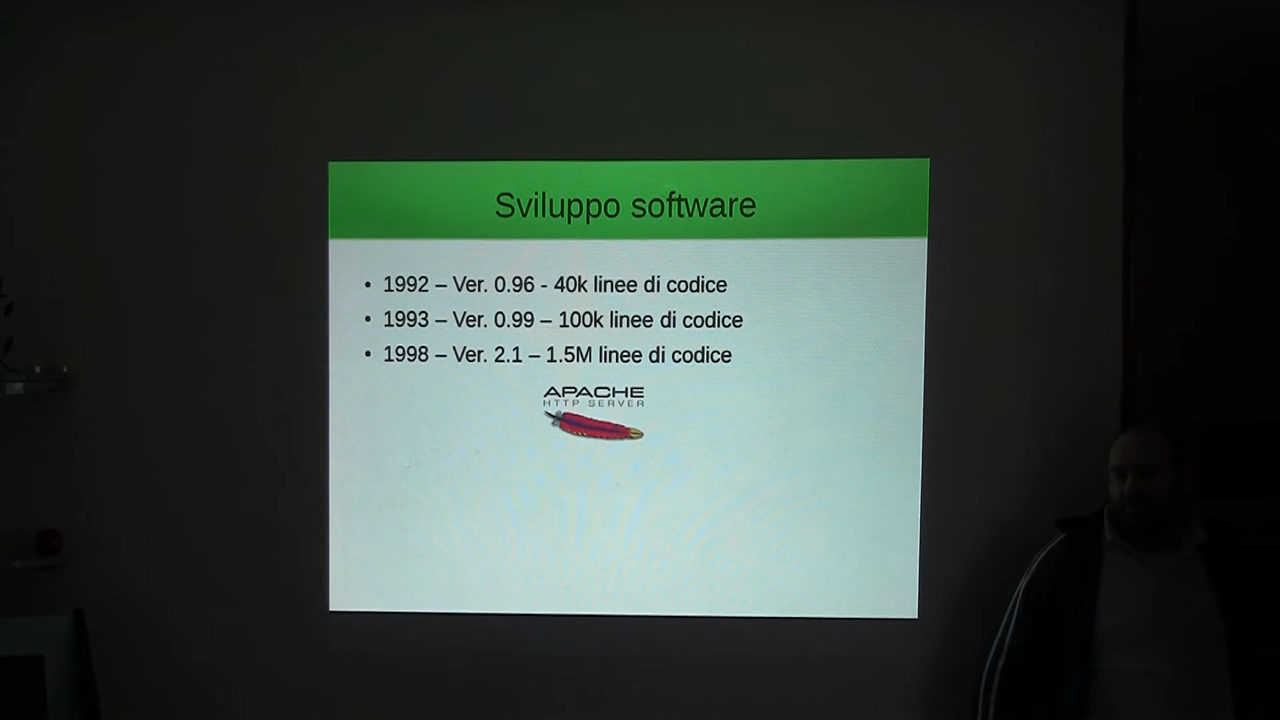 Sviluppo software
• 1992 – Ver. 0.96 - 40k linee di codice
• 1993 – Ver. 0.99 – 100k linee di codice
• 1998 – Ver. 2.1 – 1.5M linee di codice
APACHE
HTTP SERVER